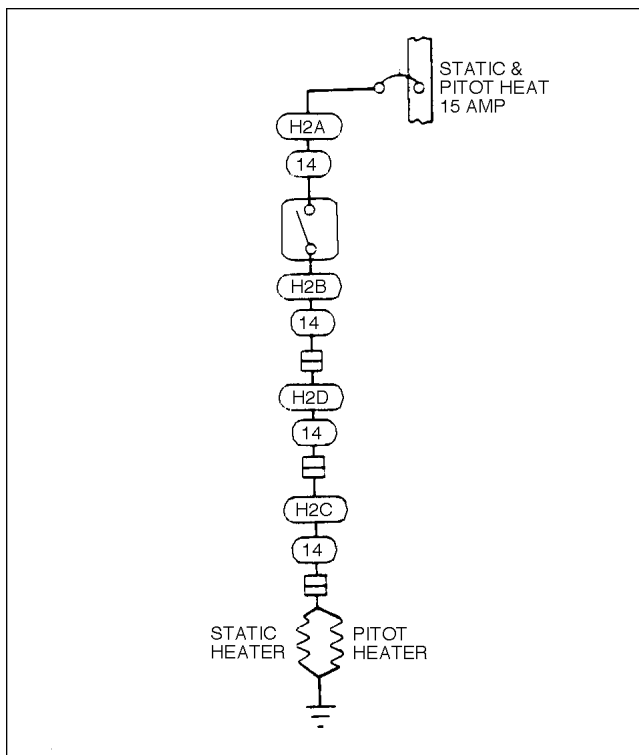 STATIC &
PITOT HEAT
15 AMP
H2A
14
H2B
14
H2D
14
H2C
14
STATIC
HEATER
PITOT
HEATER